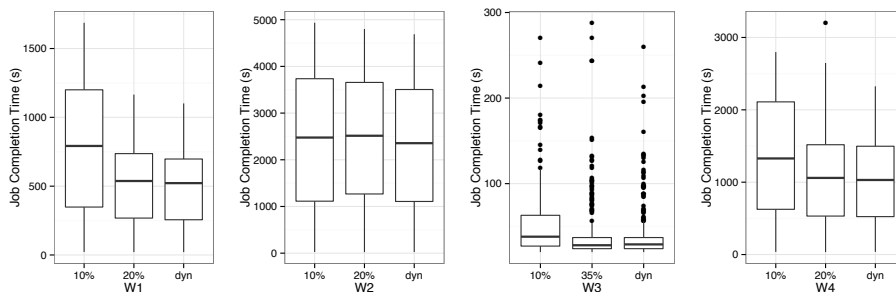 Job Completion Time (s)
1500
1000
500
0
10% 20% dyn
W1
Job Completion Time (s)
5000
4000
3000
2000
1000
0
10% 20% dyn
W2
Job Completion Time (s)
300
200
100
10% 35% dyn
W3
Job Completion Time (s)
3000
2000
1000
0
10% 20% dyn
W4